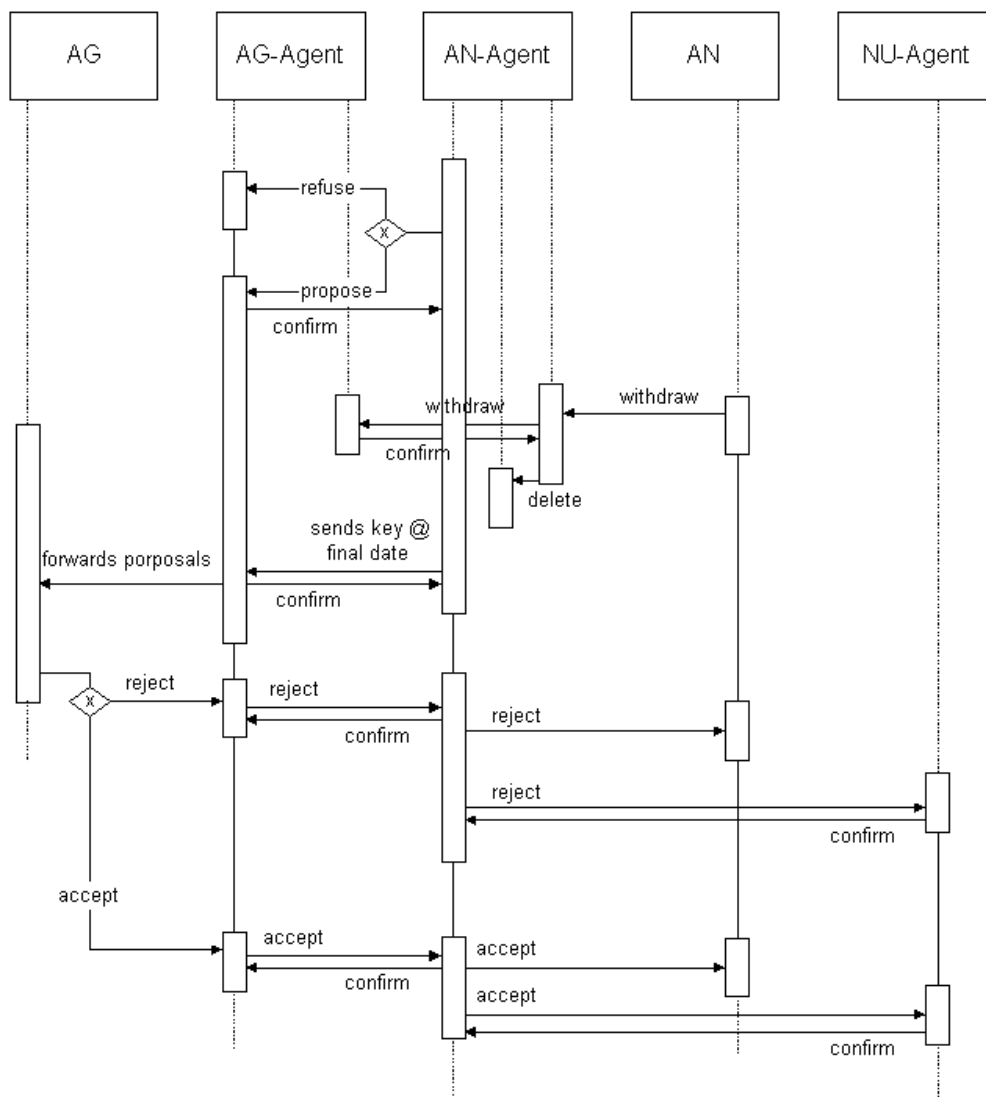 AG
AG-Agent
AN-Agent
AN
NU-Agent
refuse
X
propose
confirm
withdraw
withdraw
confirm
delete
sends key @
final date
forwards porposals
confirm
reject
X
reject
confirm
reject
reject
confirm
accept
accept
accept
confirm
accept
confirm